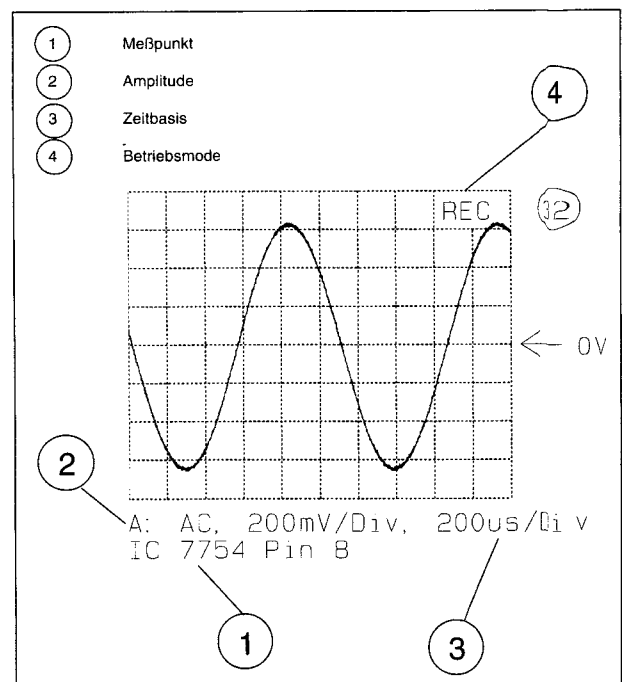 1 Meßpunkt
2 Amplitude
3 Zeitbasis
4 Betriebsmode
4
REC 32
0V
2
A: AC, 200mV/Div, 200us/Div
IC 7754 Pin 8
1
3